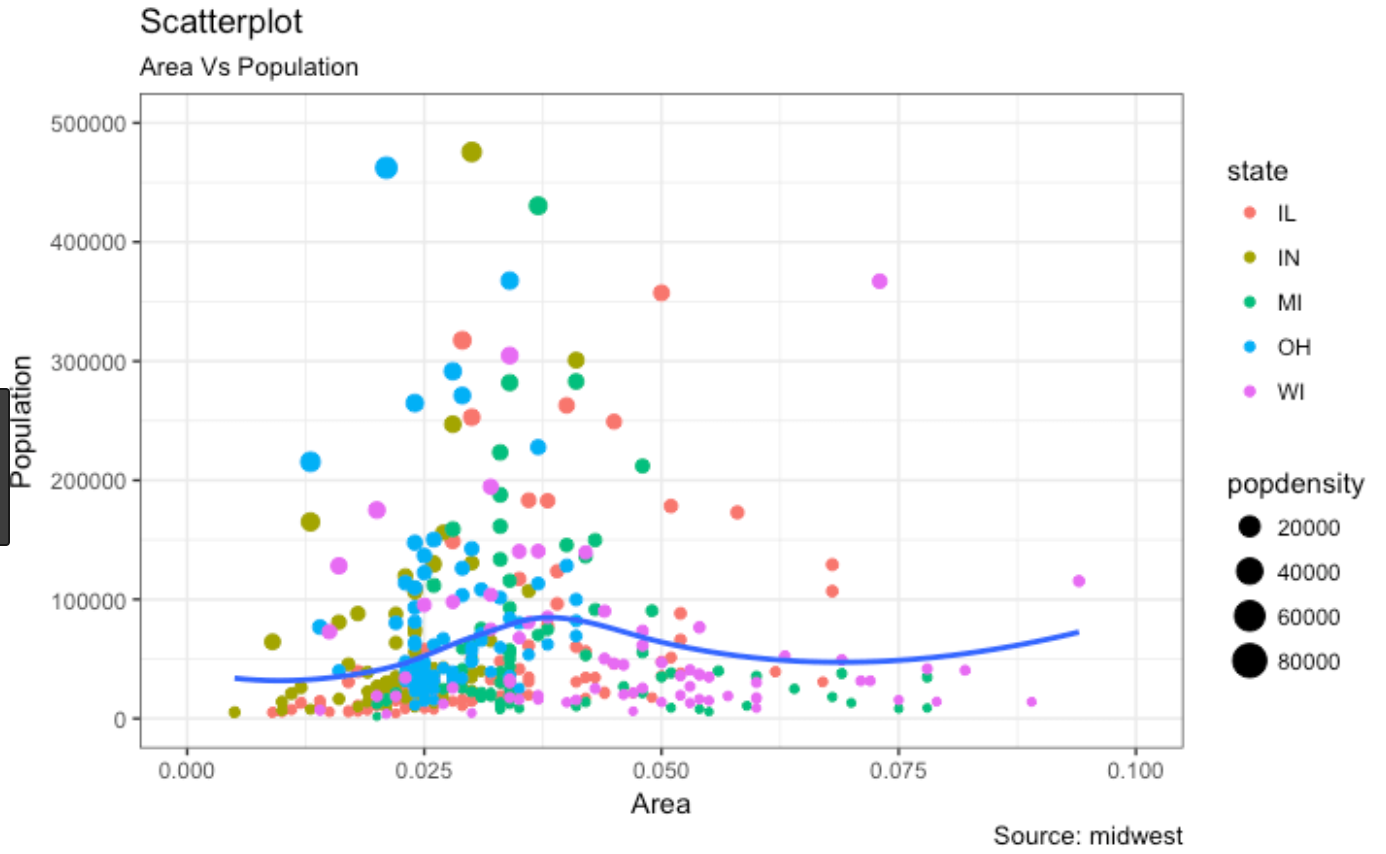 Scatterplot
Area Vs Population
500000
400000
300000
200000
100000
0
Population
0.000 0.025 0.050 0.075 0.100
Area
Source: midwest
state
IL
IN
MI
OH
WI
popdensity
20000
40000
60000
80000